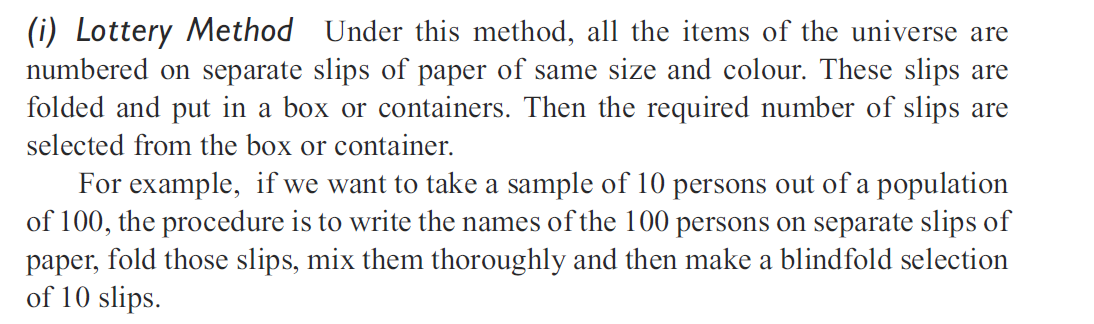 (i) Lottery Method Under this method, all the items of the universe are
numbered on separate slips of paper of same size and colour. These slips are
folded and put in a box or containers. Then the required number of slips are
selected from the box or container.
For example, if we want to take a sample of 10 persons out of a population
of 100, the procedure is to write the names of the 100 persons on separate slips of
paper, fold those slips, mix them thoroughly and then make a blindfold selection
of 10 slips.